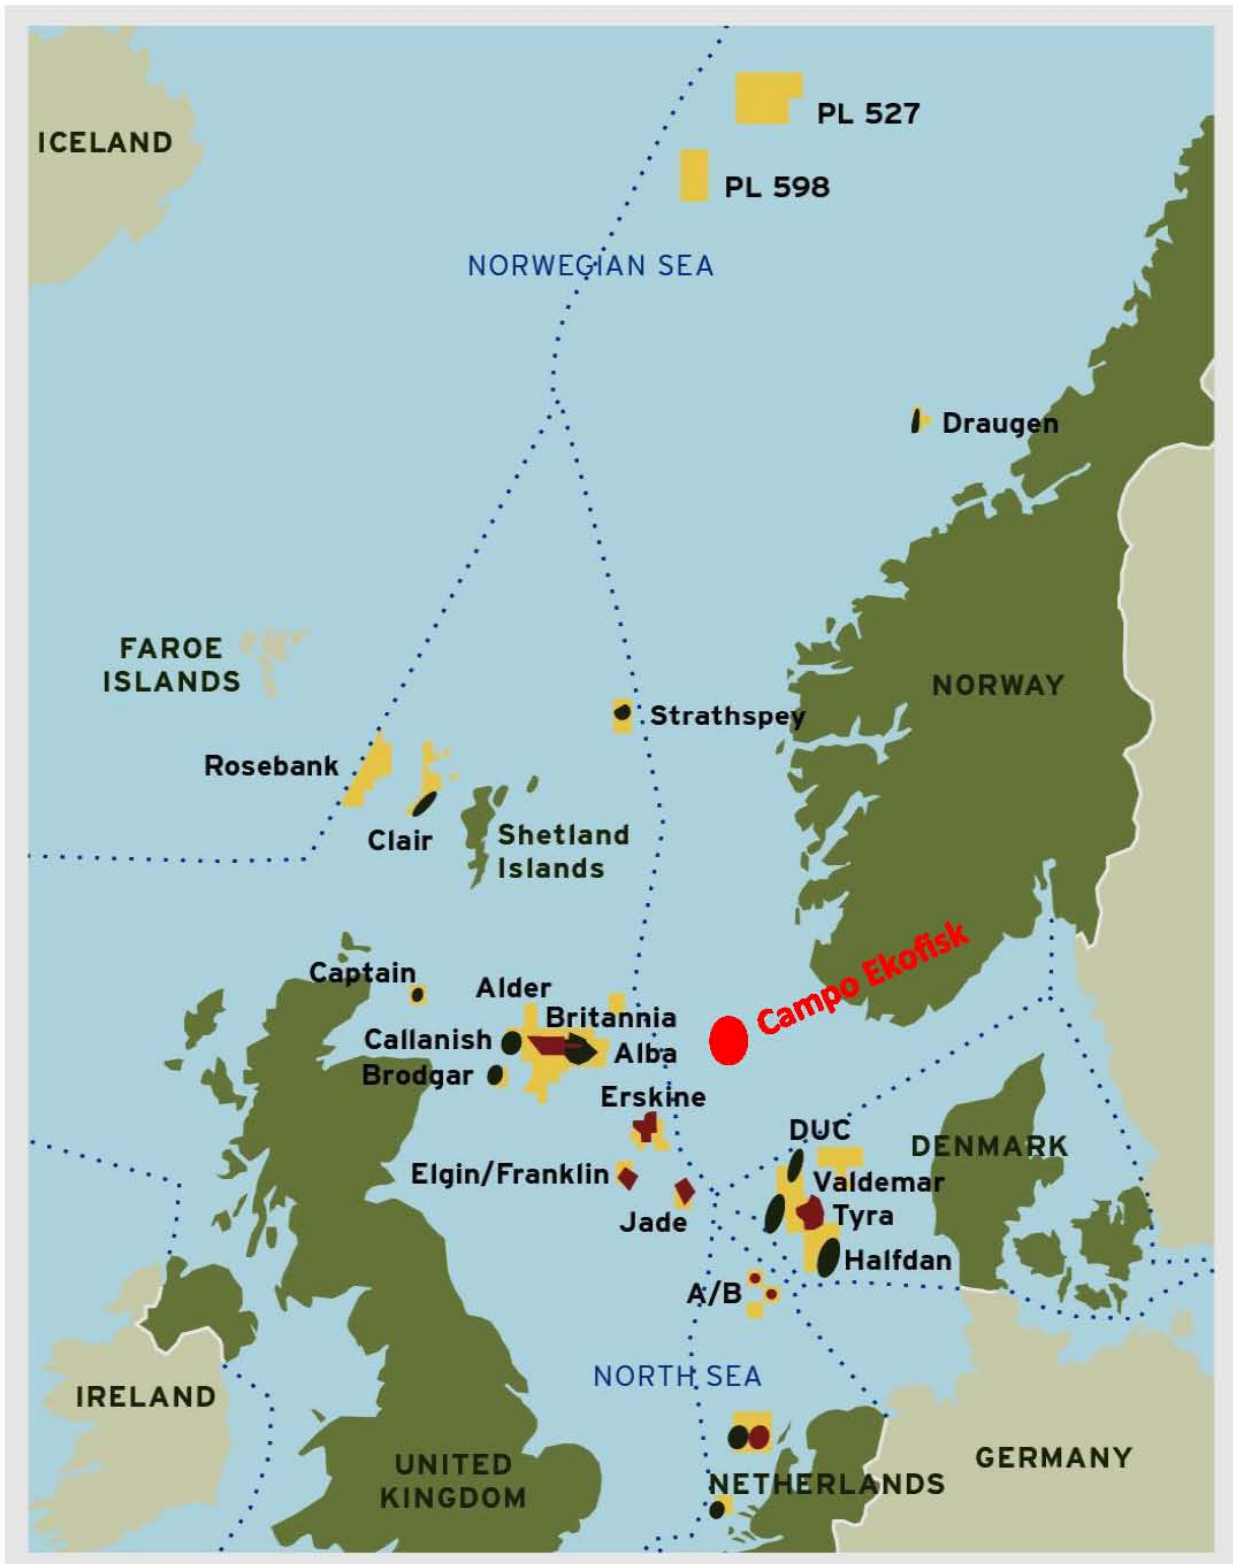 PL 527
ICELAND
PL 598
NORWEGIAN SEA
Draugen
FAROE
ISLANDS
NORWAY
Strathspey
Rosebank
Clair
Shetland
Islands
Campo Ekofisk
Captain
Alder
Britannia
Callanish
Alba
Brodgar
Erskine
DUC
DENMARK
Elgin/Franklin
Valdemar
Jade
Tyra
Halfdan
A/B
NORTH SEA
IRELAND
GERMANY
UNITED
KINGDOM
NETHERLANDS